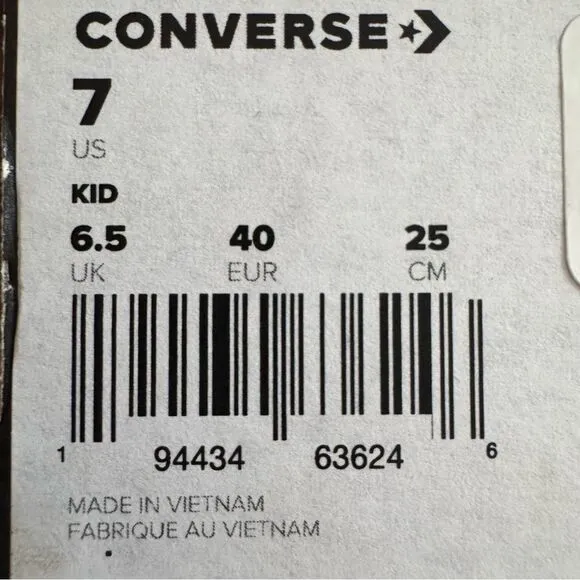 CONVERSE
7
US
KID
6.5 40 25
UK EUR CM
1 94434 63624 6
MADE IN VIETNAM
FABRIQUE AU VIETNAM